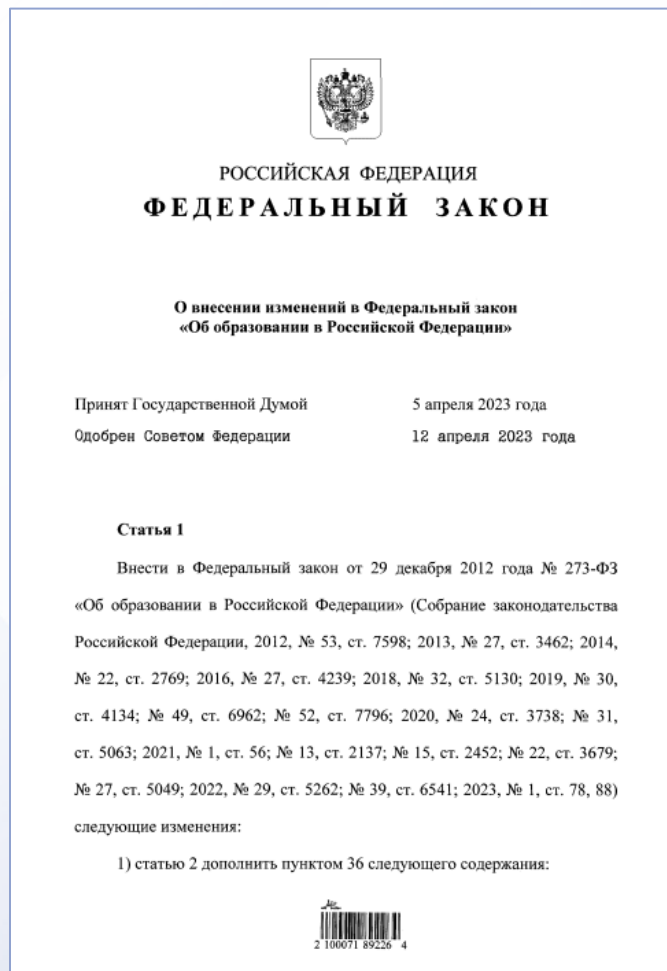 РОССИЙСКАЯ ФЕДЕРАЦИЯ
ФЕДЕРАЛЬНЫЙ ЗАКОН
О внесении изменений в Федеральный закон
«Об образовании в Российской Федерации»
Принят Государственной Думой 5 апреля 2023 года
Одобрен Советом Федерации 12 апреля 2023 года
Статья 1
Внести в Федеральный закон от 29 декабря 2012 года № 273-ФЗ
«Об образовании в Российской Федерации» (Собрание законодательства
Российской Федерации, 2012, № 53, ст. 7598; 2013, № 27, ст. 3462; 2014,
№ 22, ст. 2769; 2016, № 27, ст. 4239; 2018, № 32, ст. 5130; 2019, № 30,
ст. 4134; № 49, ст. 6962; № 52, ст. 7796; 2020, № 24, ст. 3738; № 31,
ст. 5063; 2021, № 1, ст. 56; № 13, ст. 2137; № 15, ст. 2452; № 22, ст. 3679;
№ 27, ст. 5049; 2022, № 29, ст. 5262; № 39, ст. 6541; 2023, № 1, ст. 78, 88)
следующие изменения:
1) статью 2 дополнить пунктом 36 следующего содержания:
2 100071 89226 4